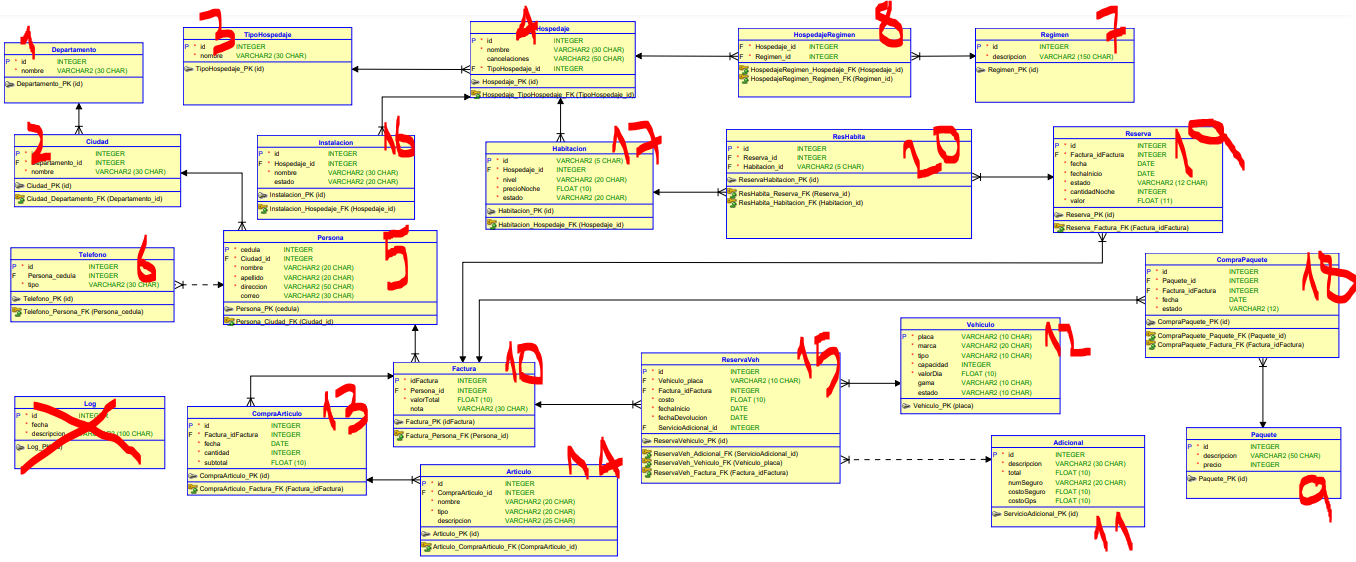 1
Departamento
P * id INTEGER
* nombre VARCHAR2 (30 CHAR)
Departamento_PK (id)
3
TipoHospedaje
P * id INTEGER
* nombre VARCHAR2 (30 CHAR)
TipoHospedaje_PK (id)
4
Hospedaje
P * id INTEGER
* nombre VARCHAR2 (30 CHAR)
cancelaciones VARCHAR2 (50 CHAR)
F * TipoHospedaje_id INTEGER
Hospedaje_PK (id)
Hospedaje_TipoHospedaje_FK (TipoHospedaje_id)
8
HospedajeRegimen
F * Hospedaje_id INTEGER
F * Regimen_id INTEGER
HospedajeRegimen_Hospedaje_FK (Hospedaje_id)
HospedajeRegimen_Regimen_FK (Regimen_id)
7
Regimen
P * id INTEGER
* descripcion VARCHAR2 (150 CHAR)
Regimen_PK (id)
2
Ciudad
P * id INTEGER
F * Departamento_id INTEGER
* nombre VARCHAR2 (30 CHAR)
Ciudad_PK (id)
Ciudad_Departamento_FK (Departamento_id)
16
Instalacion
P * id INTEGER
F * Hospedaje_id INTEGER
* nombre VARCHAR2 (30 CHAR)
estado VARCHAR2 (20 CHAR)
Instalacion_PK (id)
Instalacion_Hospedaje_FK (Hospedaje_id)
17
Habitacion
P * id VARCHAR2 (5 CHAR)
F * Hospedaje_id INTEGER
* nivel VARCHAR2 (20 CHAR)
* precioNoche FLOAT (10)
* estado VARCHAR2 (20 CHAR)
Habitacion_PK (id)
Habitacion_Hospedaje_FK (Hospedaje_id)
20
ResHabita
P * id INTEGER
F * Reserva_id INTEGER
F * Habitacion_id VARCHAR2 (5 CHAR)
ReservaHabitacion_PK (id)
ResHabita_Reserva_FK (Reserva_id)
ResHabita_Habitacion_FK (Habitacion_id)
19
Reserva
P * id INTEGER
F * Factura_idFactura INTEGER
* fecha DATE
* fechaInicio DATE
* estado VARCHAR2 (12 CHAR)
* cantidadNoche INTEGER
* valor FLOAT (11)
Reserva_PK (id)
Reserva_Factura_FK (Factura_idFactura)
6
Telefono
P * id INTEGER
F Persona_cedula INTEGER
* tipo VARCHAR2 (30 CHAR)
Telefono_PK (id)
Telefono_Persona_FK (Persona_cedula)
5
Persona
P * cedula INTEGER
F * Ciudad_id INTEGER
* nombre VARCHAR2 (20 CHAR)
* apellido VARCHAR2 (20 CHAR)
* direccion VARCHAR2 (50 CHAR)
correo VARCHAR2 (30 CHAR)
Persona_PK (cedula)
Persona_Ciudad_FK (Ciudad_id)
18
CompraPaquete
P * id INTEGER
F * Paquete_id INTEGER
F * Factura_idFactura INTEGER
* fecha DATE
* estado VARCHAR2 (12)
CompraPaquete_PK (id)
CompraPaquete_Paquete_FK (Paquete_id)
CompraPaquete_Factura_FK (Factura_idFactura)
12
Vehiculo
P * placa VARCHAR2 (10 CHAR)
* marca VARCHAR2 (20 CHAR)
* tipo VARCHAR2 (10 CHAR)
* capacidad INTEGER
* valorDia FLOAT (10)
gama VARCHAR2 (10 CHAR)
estado VARCHAR2 (10 CHAR)
Vehiculo_PK (placa)
10
Factura
P * idFactura INTEGER
F * Persona_id INTEGER
* valorTotal FLOAT (10)
nota VARCHAR2 (30 CHAR)
Factura_PK (idFactura)
Factura_Persona_FK (Persona_id)
15
ReservaVeh
P * id INTEGER
F * Vehiculo_placa VARCHAR2 (10 CHAR)
F * Factura_idFactura INTEGER
* costo FLOAT (10)
* fechaInicio DATE
* fechaDevolucion DATE
F ServicioAdicional_id INTEGER
ReservaVehiculo_PK (id)
ReservaVeh_Adicional_FK (ServicioAdicional_id)
ReservaVeh_Vehiculo_FK (Vehiculo_placa)
ReservaVeh_Factura_FK (Factura_idFactura)
Log
P * id INTEGER
* fecha
* descripcion (100 CHAR)
13
CompraArticulo
P * id INTEGER
F * Factura_idFactura INTEGER
* fecha DATE
* cantidad INTEGER
* subtotal FLOAT (10)
CompraArticulo_PK (id)
CompraArticulo_Factura_FK (Factura_idFactura)
14
Articulo
P * id INTEGER
F * CompraArticulo_id INTEGER
* nombre VARCHAR2 (20 CHAR)
* tipo VARCHAR2 (20 CHAR)
descripcion VARCHAR2 (25 CHAR)
Articulo_PK (id)
Articulo_CompraArticulo_FK (CompraArticulo_id)
Adicional
P * id INTEGER
* descripcion VARCHAR2 (30 CHAR)
* total FLOAT (10)
numSeguro VARCHAR2 (20 CHAR)
costoSeguro FLOAT (10)
costoGps FLOAT (10)
ServicioAdicional_PK (id)
11
Paquete
P * id INTEGER
* descripcion VARCHAR2 (50 CHAR)
* precio INTEGER
Paquete_PK (id)
9